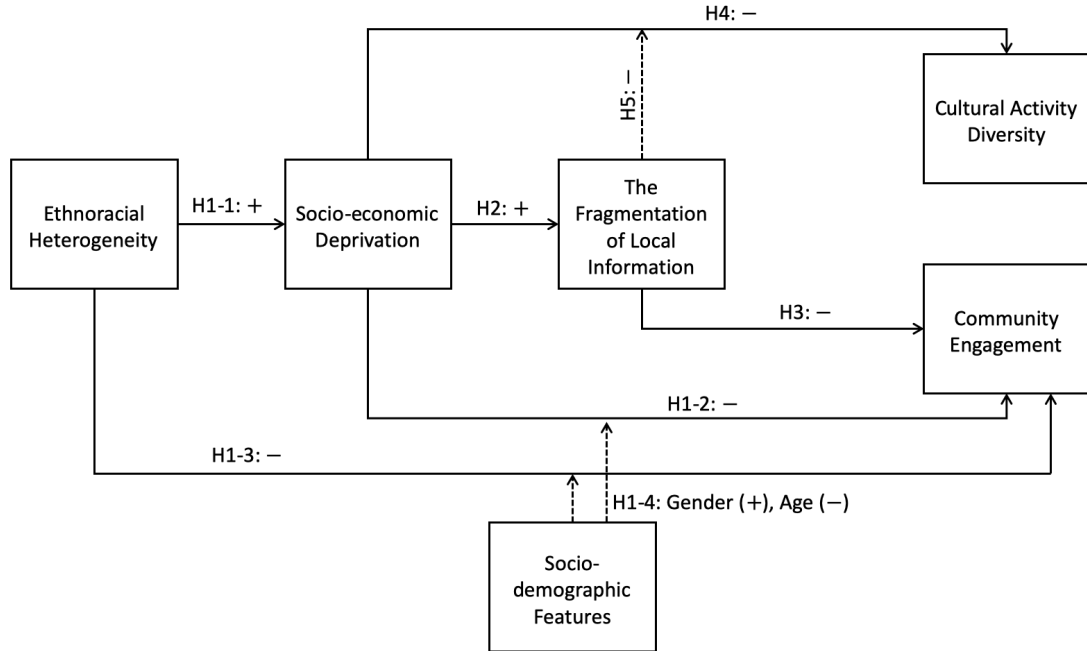 H4: −
H5: −
Cultural Activity
Diversity
Ethnoracial
Heterogeneity
H1-1: +
Socio-economic
Deprivation
H2: +
The
Fragmentation
of Local
Information
H3: −
Community
Engagement
H1-2: −
H1-3: −
H1-4: Gender (+), Age (−)
Socio-
demographic
Features